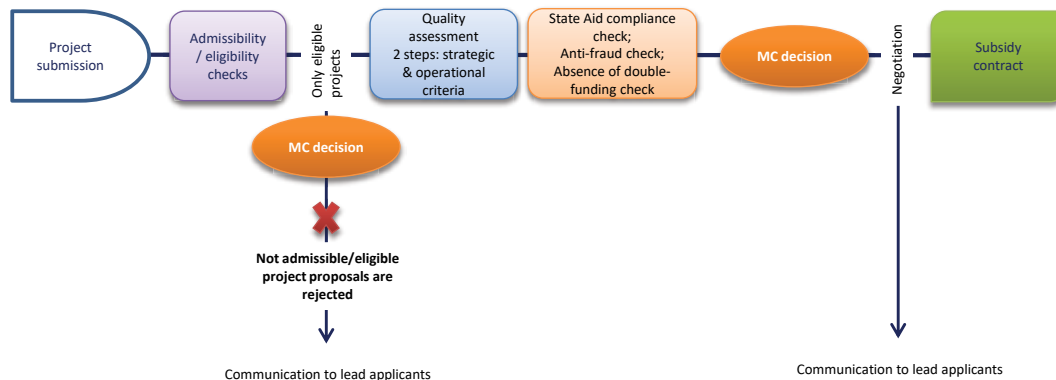 Project
submission
Admissibility
/ eligibility
checks
Only eligible
projects
Quality
assessment
2 steps: strategic
& operational
criteria
State Aid compliance
check;
Anti-fraud check;
Absence of double-
funding check
MC decision
Negotiation
Subsidy
contract
MC decision
Not admissible/eligible
project proposals are
rejected
Communication to lead applicants
Communication to lead applicants